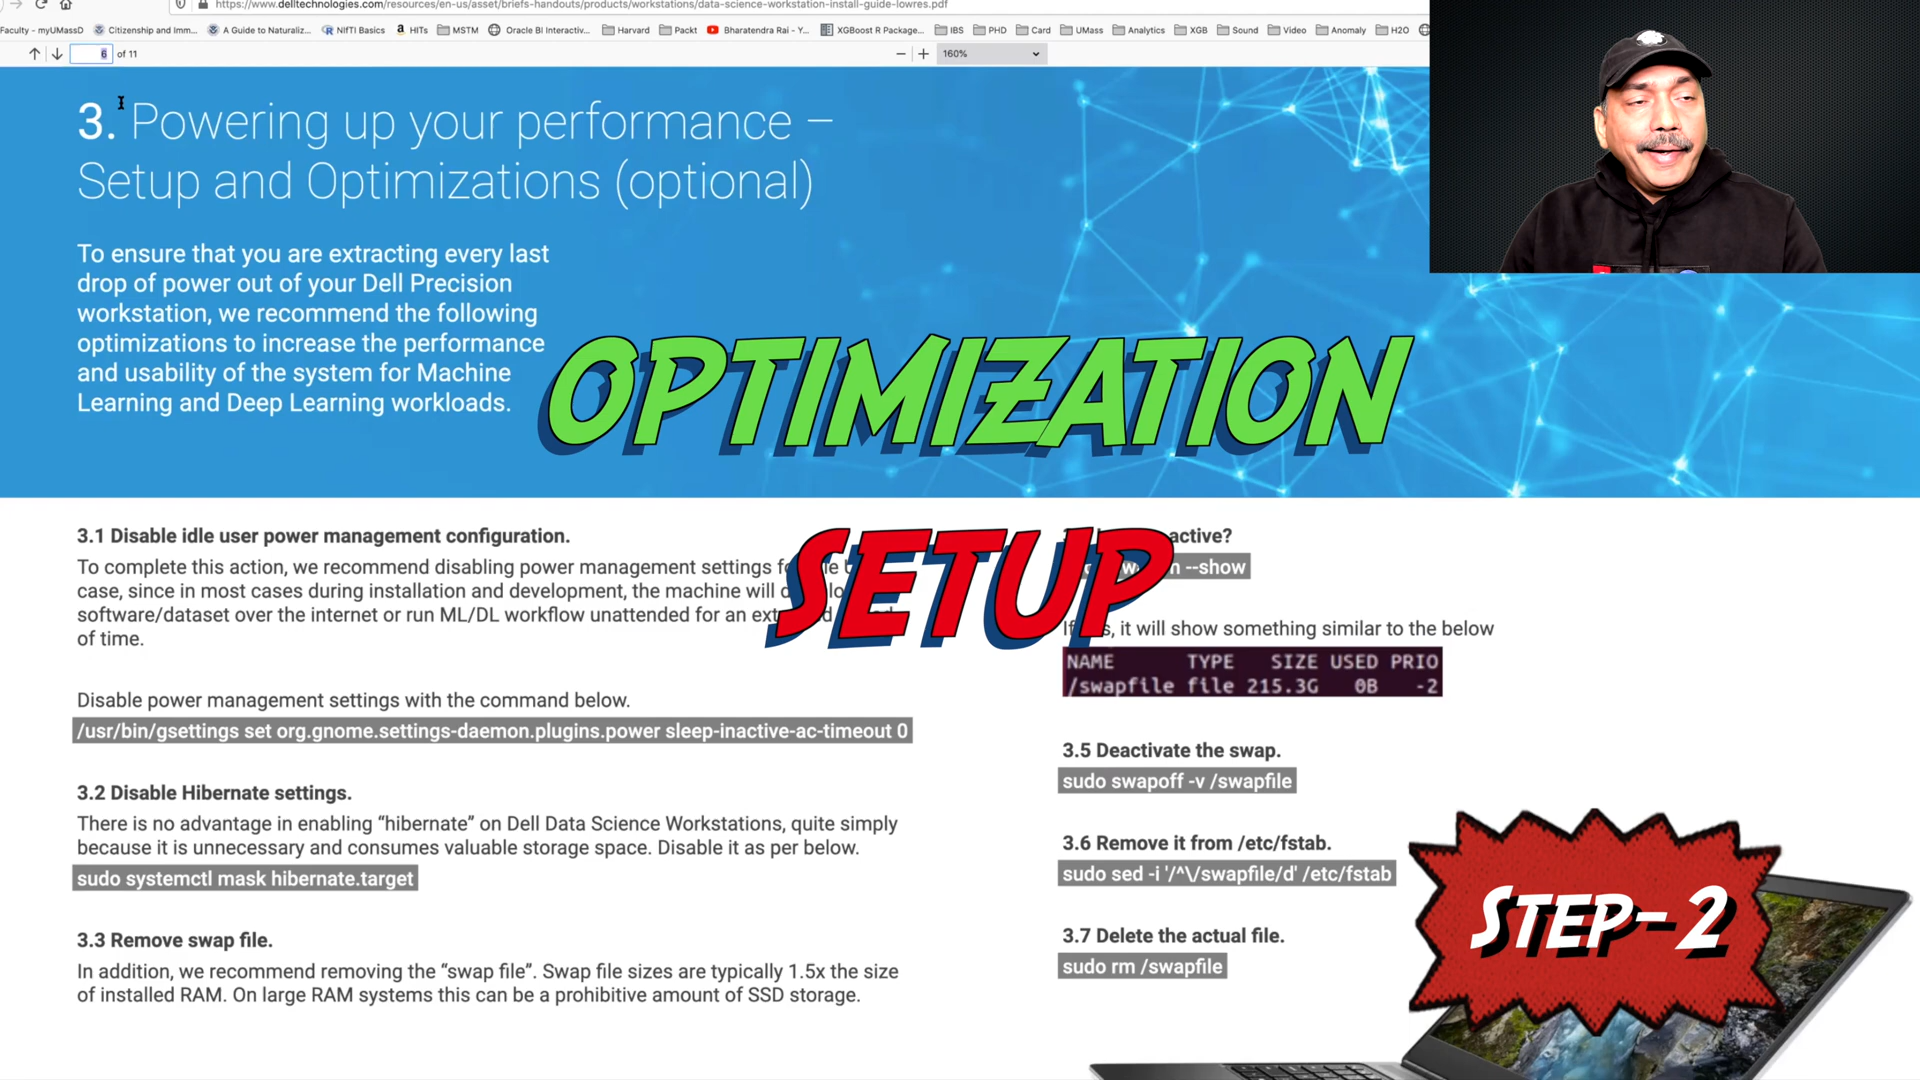 https://www.delltechnologies.com/resources/en-us/asset/briefs-handouts/products/workstations/data-science-workstation-install-guide-lowres.pdf
Faculty - myUMassD
Citizenship and Imm...
A Guide to Naturaliz...
NifTI Basics
HITs
MSTM
Oracle BI Interactiv...
Harvard
Packt
Bharatendra Rai - Y...
XGBoost R Package...
IBS
PHD
Card
UMass
Analytics
XGB
Sound
Video
Anomaly
H2O
6 of 11
160%
3. Powering up your performance –
Setup and Optimizations (optional)
To ensure that you are extracting every last
drop of power out of your Dell Precision
workstation, we recommend the following
optimizations to increase the performance
and usability of the system for Machine
Learning and Deep Learning workloads.
OPTIMIZATION
SETUP
3.1 Disable idle user power management configuration.
To complete this action, we recommend disabling power management settings
case, since in most cases during installation and development, the machine will
software/dataset over the internet or run ML/DL workflow unattended for an
of time.
Disable power management settings with the command below.
/usr/bin/gsettings set org.gnome.settings-daemon.plugins.power sleep-inactive-ac-timeout 0
3.2 Disable Hibernate settings.
There is no advantage in enabling “hibernate” on Dell Data Science Workstations, quite simply
because it is unnecessary and consumes valuable storage space. Disable it as per below.
sudo systemctl mask hibernate.target
3.3 Remove swap file.
In addition, we recommend removing the “swap file”. Swap file sizes are typically 1.5x the size
of installed RAM. On large RAM systems this can be a prohibitive amount of SSD storage.
active?
--show
it will show something similar to the below
NAME TYPE SIZE USED PRIO
/swapfile file 215.3G 0B -2
3.5 Deactivate the swap.
sudo swapoff -v /swapfile
3.6 Remove it from /etc/fstab.
sudo sed -i '/^\/swapfile/d' /etc/fstab
3.7 Delete the actual file.
sudo rm /swapfile
STEP-2